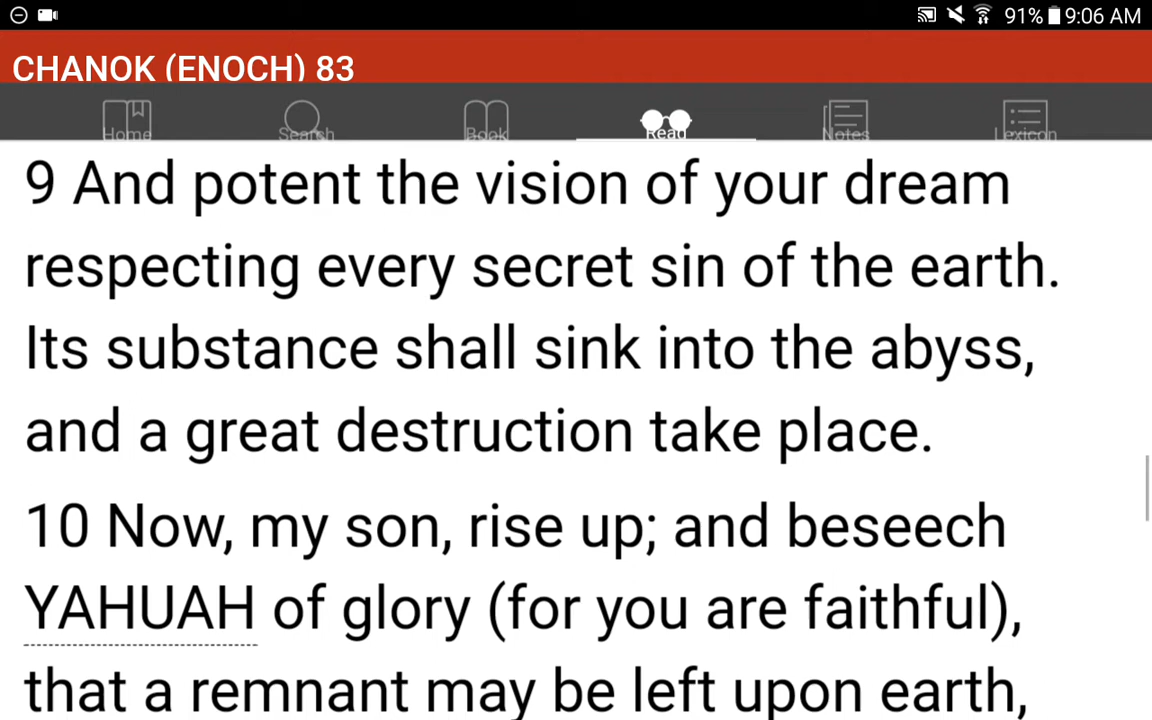 91% 9:06 AM
CHANOK (ENOCH) 83
Home Search Book Read Notes Lexicon
9 And potent the vision of your dream
respecting every secret sin of the earth.
Its substance shall sink into the abyss,
and a great destruction take place.
10 Now, my son, rise up; and beseech
YAHUAH of glory (for you are faithful),
that a remnant may be left upon earth,